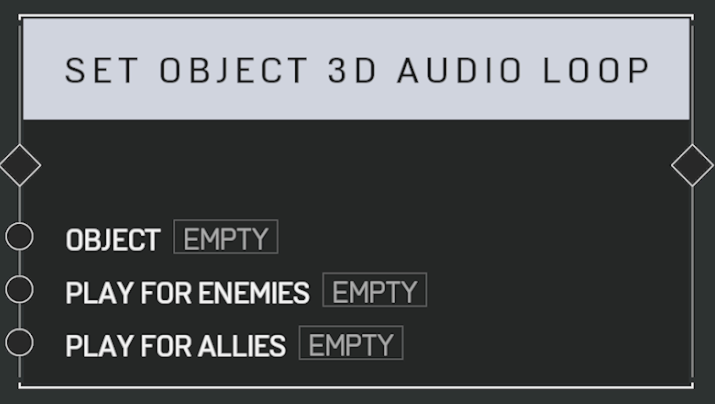 SET OBJECT 3D AUDIO LOOP
OBJECT EMPTY
PLAY FOR ENEMIES EMPTY
PLAY FOR ALLIES EMPTY